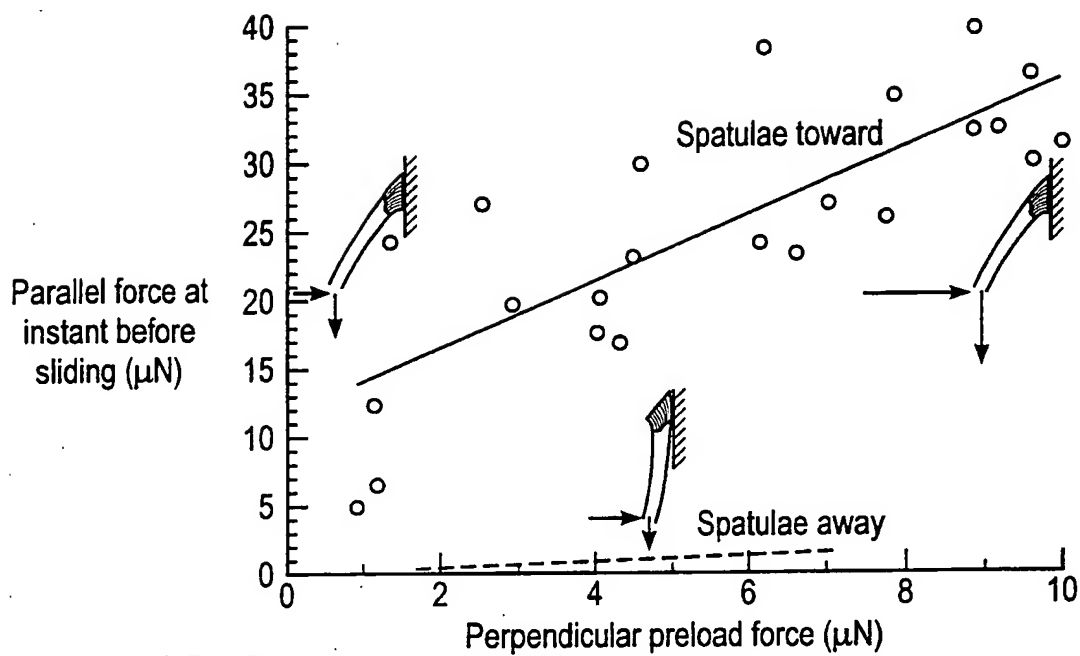 40
35
30
25
20
15
10
5
0
Parallel force at
instant before
sliding (μN)
Spatulae toward
Spatulae away
0 2 4 6 8 10
Perpendicular preload force (μN)